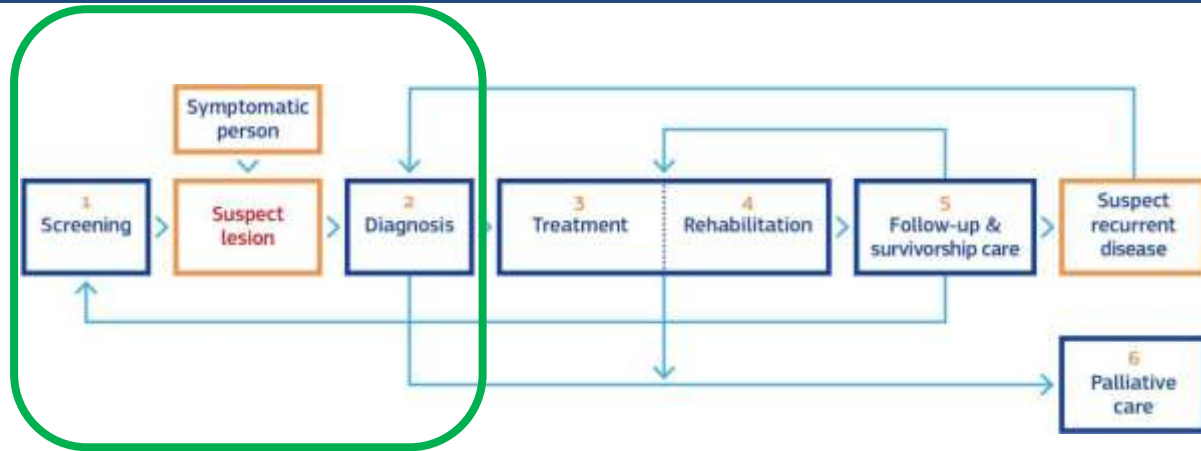 Symptomatic
person
1
Screening
Suspect
lesion
2
Diagnosis
3
Treatment
4
Rehabilitation
5
Follow-up &
survivorship care
Suspect
recurrent
disease
6
Palliative
care